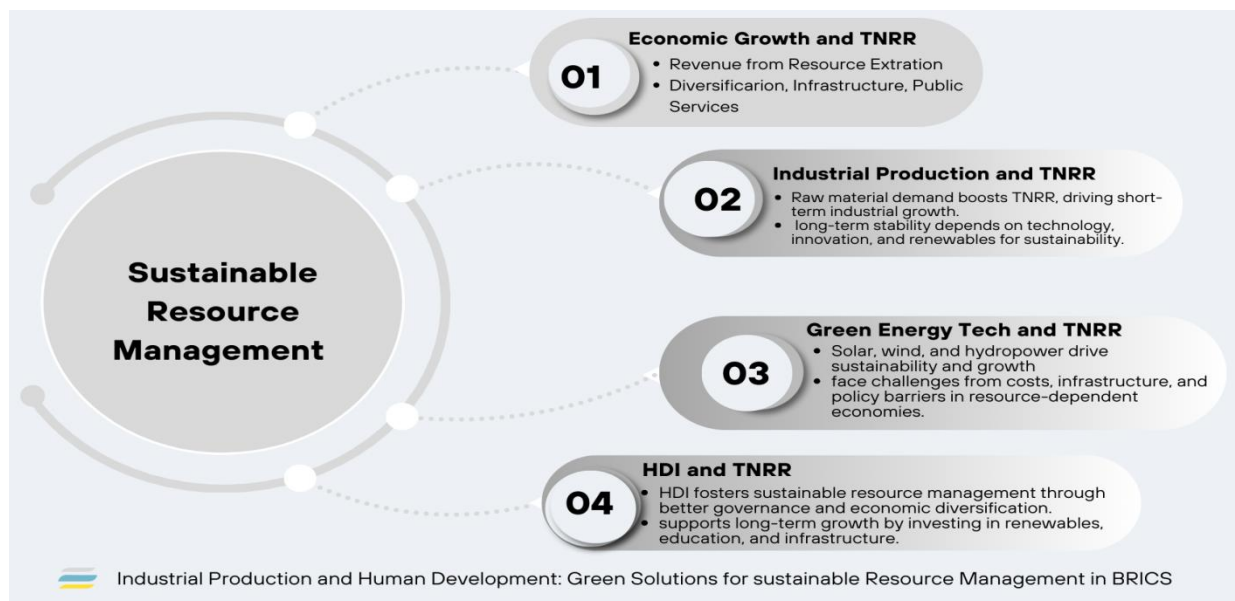 Sustainable
Resource
Management
01
Economic Growth and TNRR
• Revenue from Resource Extration
• Diversificarion, Infrastructure, Public
Services
02
Industrial Production and TNRR
• Raw material demand boosts TNRR, driving short-
term industrial growth.
• long-term stability depends on technology,
innovation, and renewables for sustainability.
03
Green Energy Tech and TNRR
• Solar, wind, and hydropower drive
sustainability and growth
• face challenges from costs, infrastructure, and
policy barriers in resource-dependent
economies.
04
HDI and TNRR
• HDI fosters sustainable resource management through
better governance and economic diversification.
• supports long-term growth by investing in renewables,
education, and infrastructure.
Industrial Production and Human Development: Green Solutions for sustainable Resource Management in BRICS